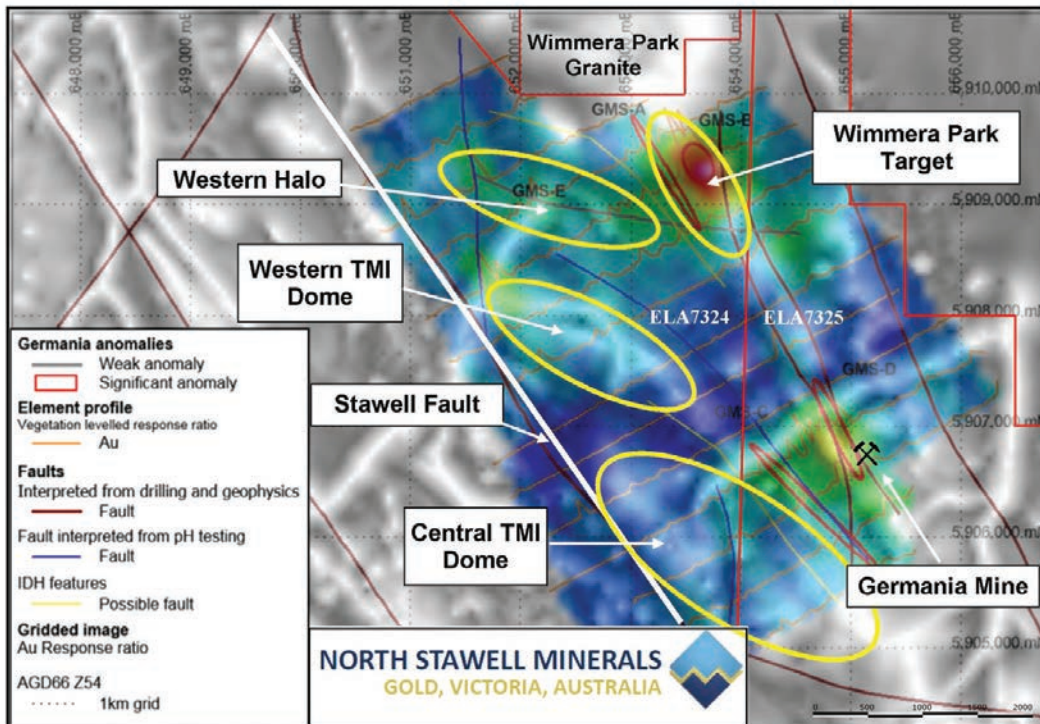 648,000 mE
649,000 mE
650,000 mE
651,000 mE
652,000 mE
654,000 mE
655,000 mE
666,000 mE
Wimmera Park
Granite
5,910,000 mN
GMS-A
GMS-B
Wimmera Park
Target
Western Halo
GMS-E
5,909,000 mN
Western TMI
Dome
ELA7324
ELA7325
5,908,000 mN
GMS-D
Stawell Fault
GMS-C
5,907,000 mN
Central TMI
Dome
5,906,000 mN
Germania Mine
5,905,000 mN
Germania anomalies
Weak anomaly
Significant anomaly
Element profile
Vegetation levelled response ratio
Au
Faults
Interpreted from drilling and geophysics
Fault
Fault interpreted from pH testing
Fault
IDH features
Possible fault
Gridded image
Au Response ratio
AGD66 Z54
1km grid
NORTH STAWELL MINERALS
GOLD, VICTORIA, AUSTRALIA
0 500 1000 1500 2000